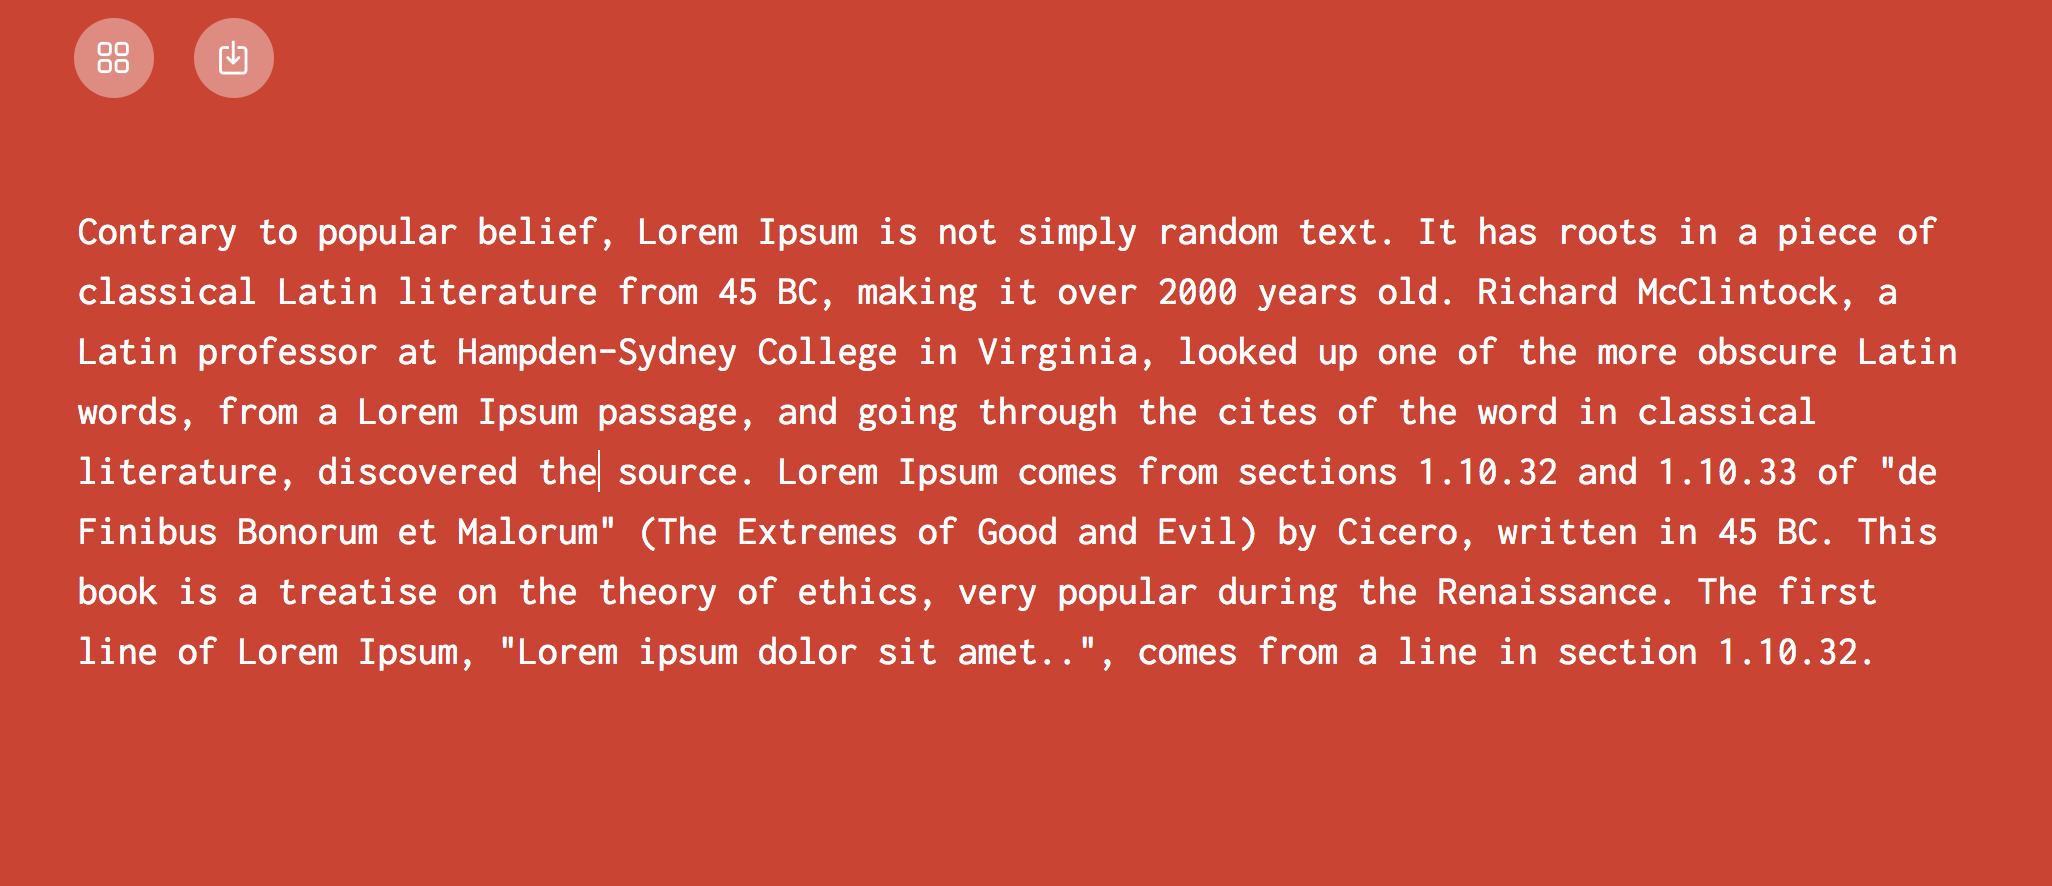 Contrary to popular belief, Lorem Ipsum is not simply random text. It has roots in a piece of
classical Latin literature from 45 BC, making it over 2000 years old. Richard McClintock, a
Latin professor at Hampden-Sydney College in Virginia, looked up one of the more obscure Latin
words, from a Lorem Ipsum passage, and going through the cites of the word in classical
literature, discovered the source. Lorem Ipsum comes from sections 1.10.32 and 1.10.33 of "de
Finibus Bonorum et Malorum" (The Extremes of Good and Evil) by Cicero, written in 45 BC. This
book is a treatise on the theory of ethics, very popular during the Renaissance. The first
line of Lorem Ipsum, "Lorem ipsum dolor sit amet..", comes from a line in section 1.10.32.